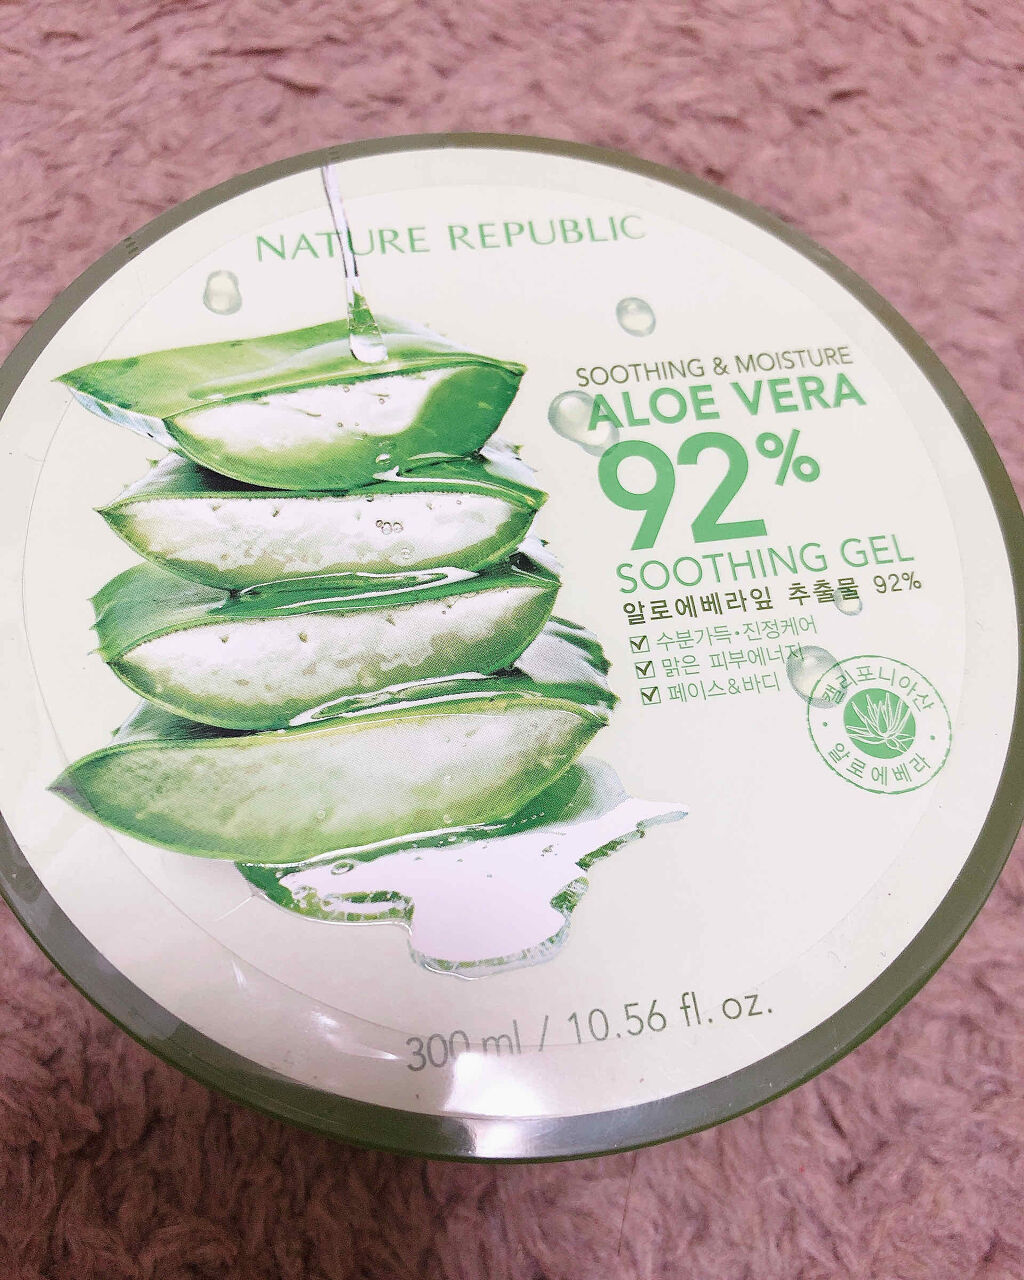 NATURE REPUBLIC
SOOTHING & MOISTURE
ALOE VERA
92%
SOOTHING GEL
알로에베라잎 추출물 92%
수분가득•진정케어
맑은 피부에너지
페이스&바디
캘리포니아산
알로에베라
300 ml / 10.56 fl. oz.